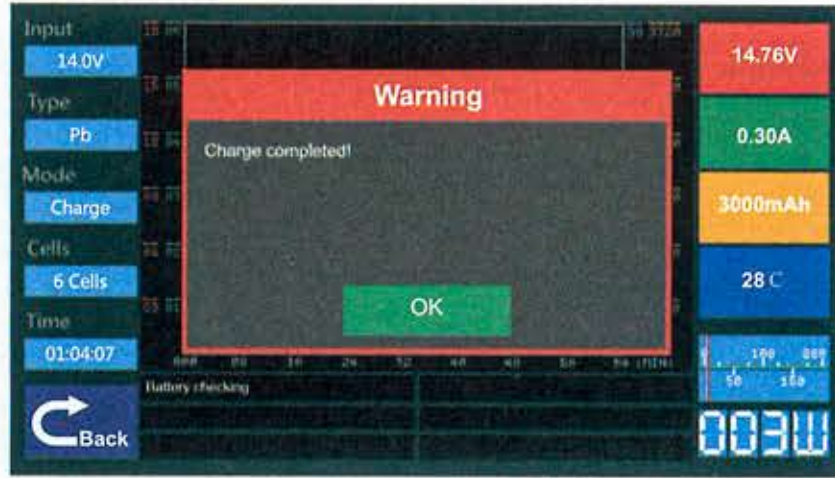 Input
14.0V
Type
Pb
Mode
Charge
Cells
6 Cells
Time
01:04:07
Back
Warning
Charge completed!
OK
Battery checking
14.76V
0.30A
3000mAh
28 C
003W